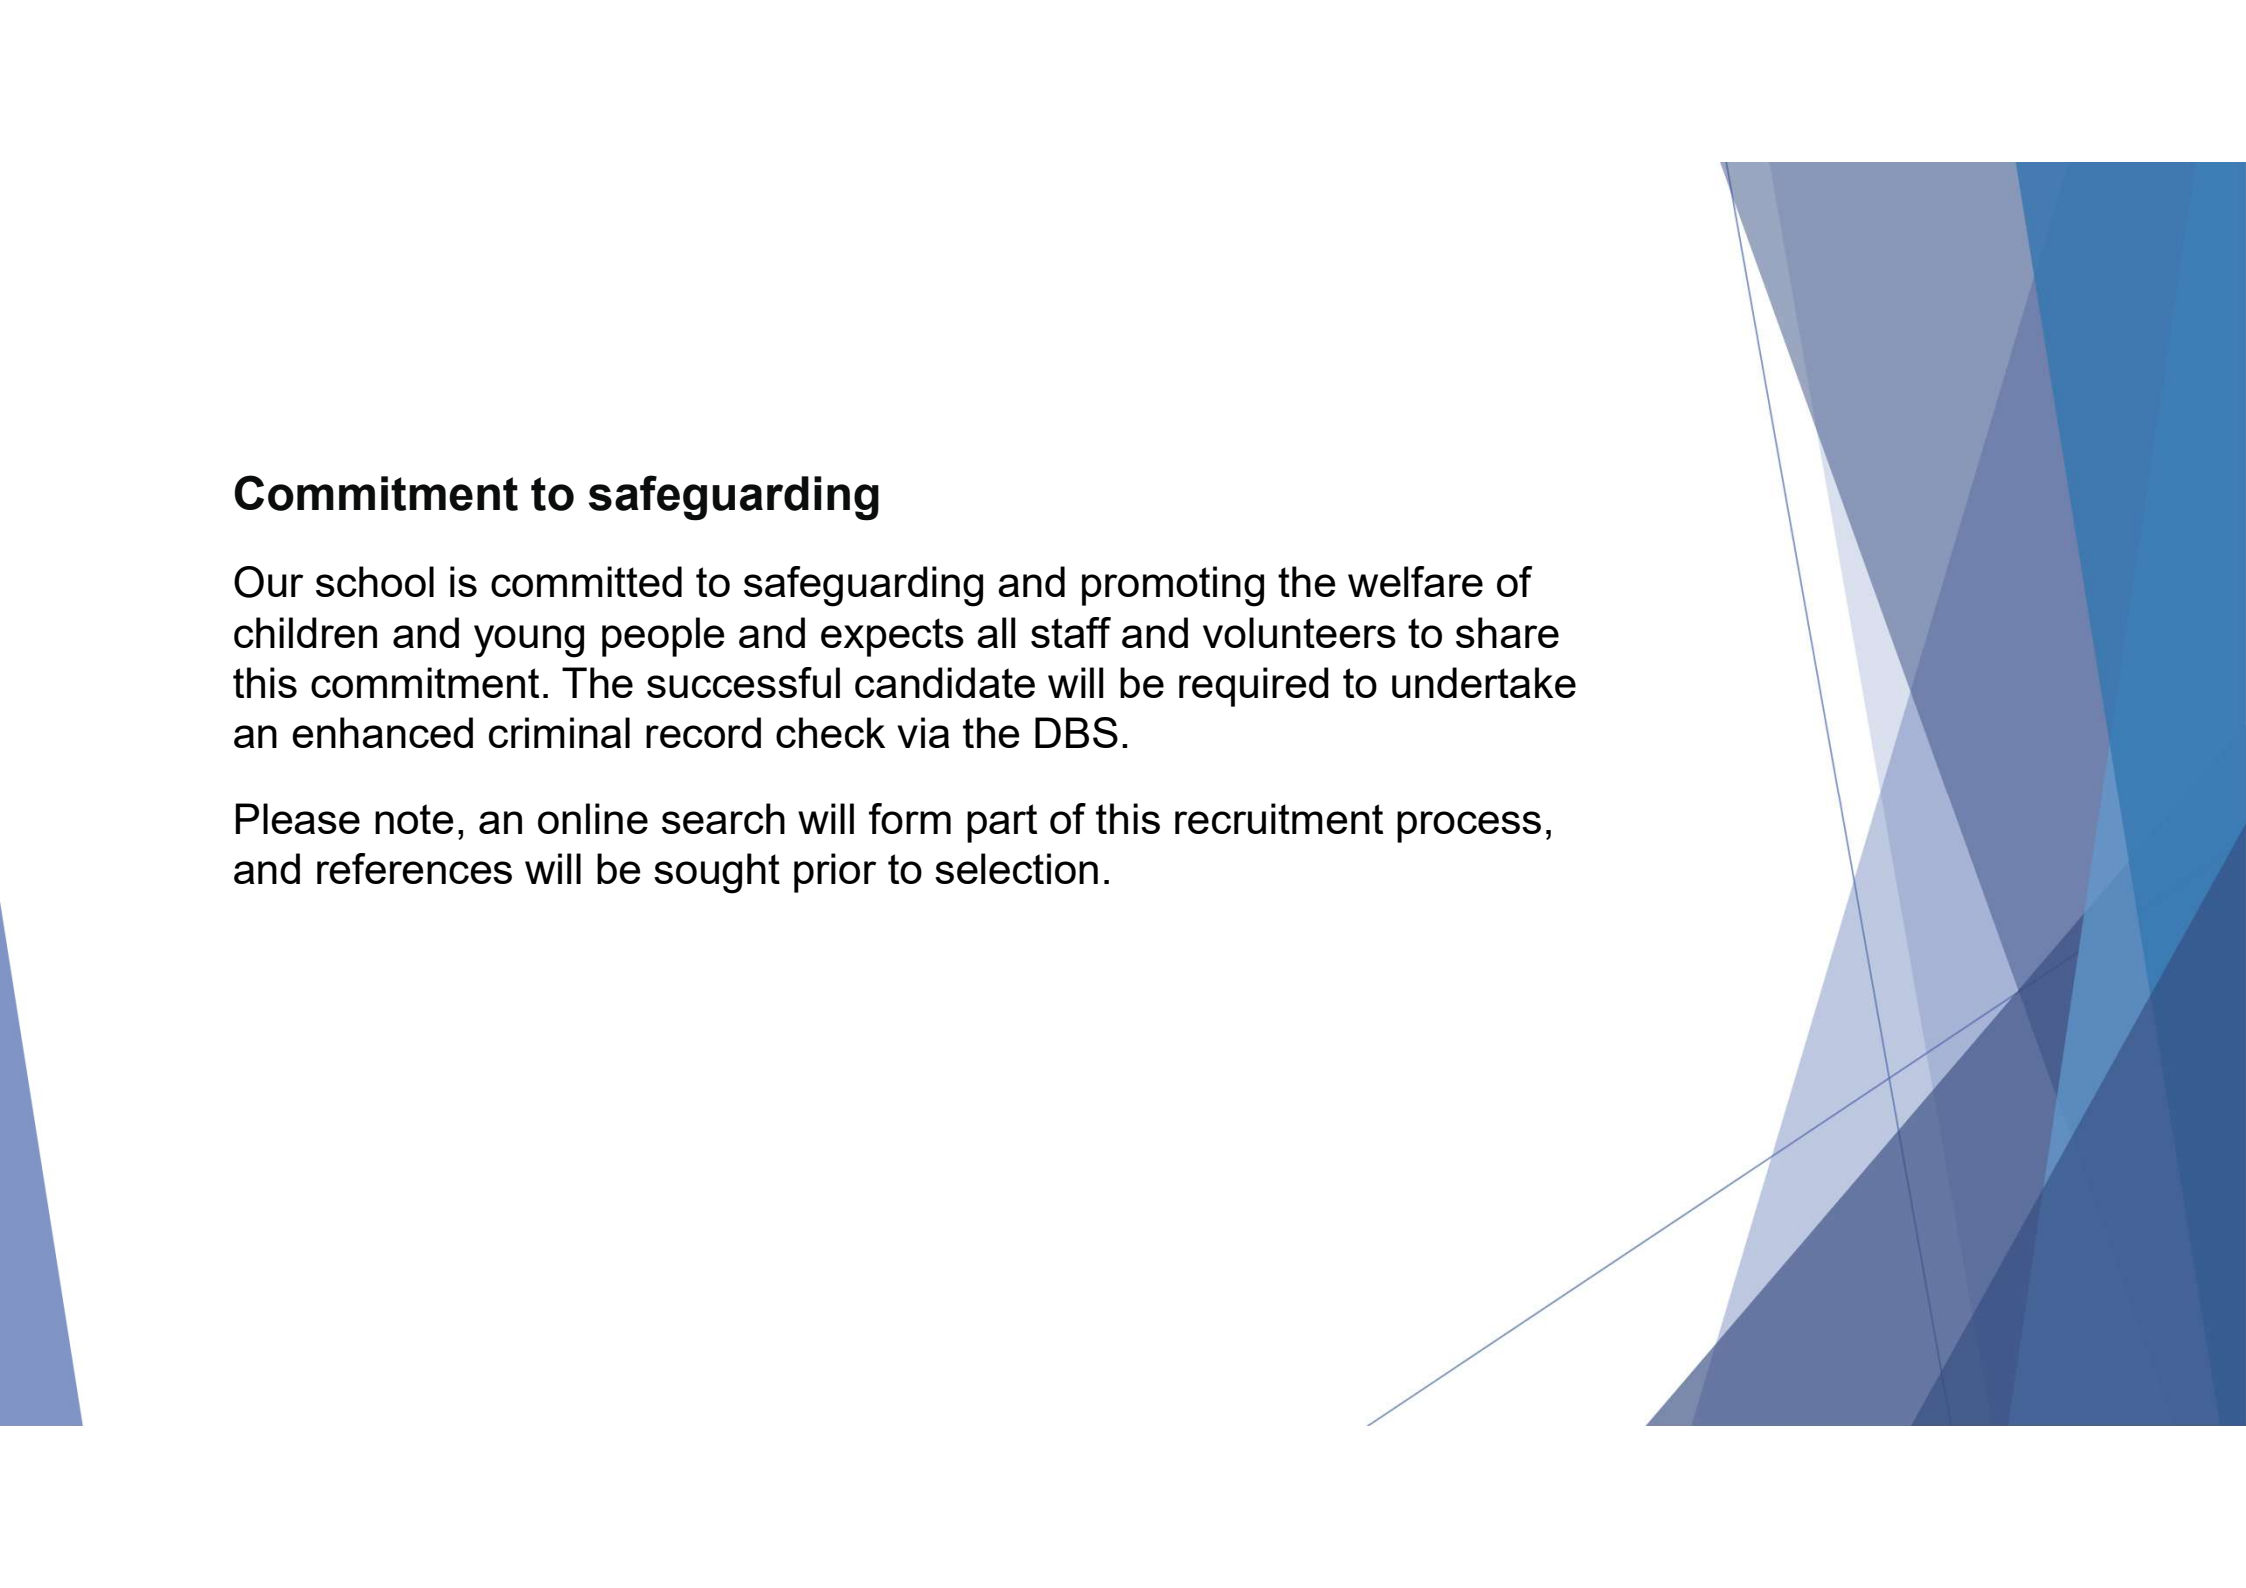 Commitment to safeguarding
Our school is committed to safeguarding and promoting the welfare of
children and young people and expects all staff and volunteers to share
this commitment. The successful candidate will be required to undertake
an enhanced criminal record check via the DBS.
Please note, an online search will form part of this recruitment process,
and references will be sought prior to selection.